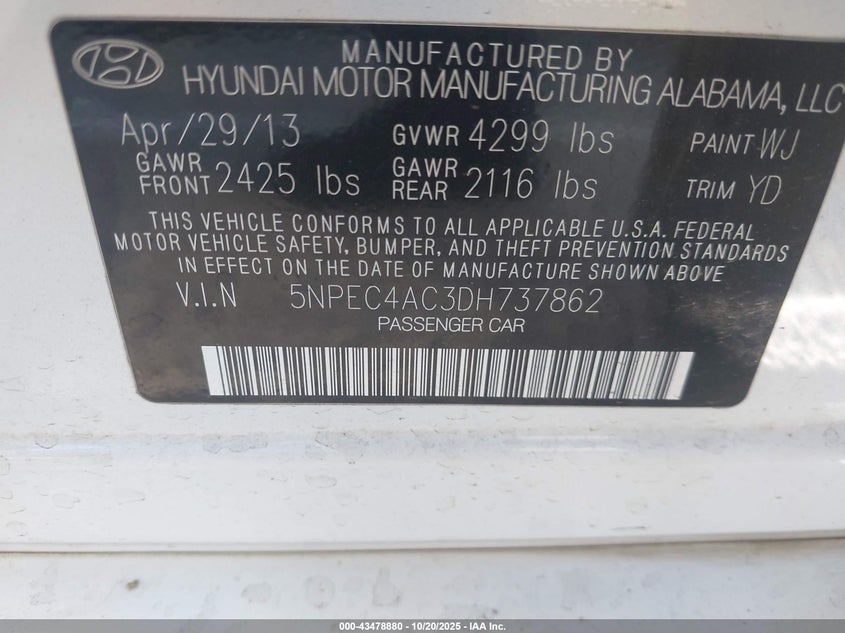 MANUFACTURED BY
HYUNDAI MOTOR MANUFACTURING ALABAMA, LLC
Apr/29/13 GVWR 4299 lbs PAINT WJ
GAWR FRONT 2425 lbs GAWR REAR 2116 lbs TRIM YD
THIS VEHICLE CONFORMS TO ALL APPLICABLE U.S.A. FEDERAL
MOTOR VEHICLE SAFETY, BUMPER, AND THEFT PREVENTION STANDARDS
IN EFFECT ON THE DATE OF MANUFACTURE SHOWN ABOVE
V.I.N 5NPEC4AC3DH737862
PASSENGER CAR
000-43478880 - 10/20/2025 - IAA Inc.